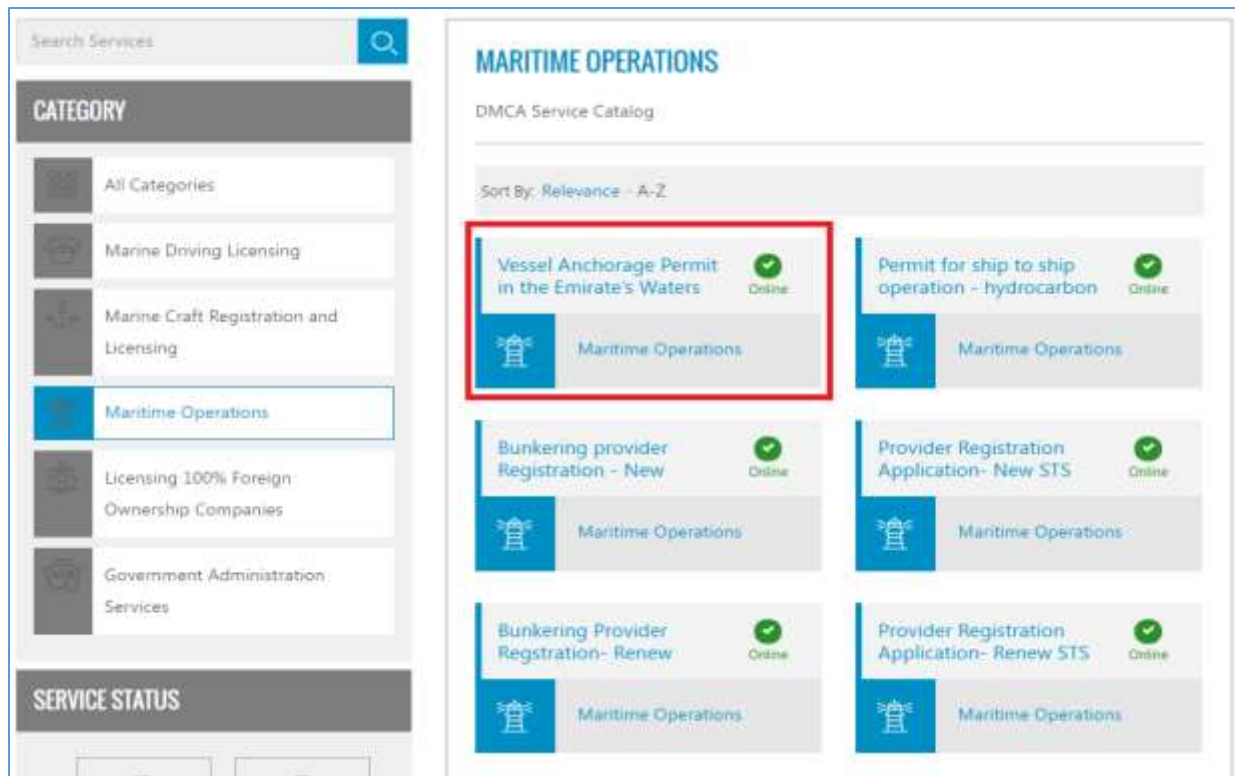 Search Services
CATEGORY
All Categories
Marine Driving Licensing
Marine Craft Registration and
Licensing
Maritime Operations
Licensing 100% Foreign
Ownership Companies
Government Administration
Services
SERVICE STATUS
MARITIME OPERATIONS
DMCA Service Catalog
Sort By: Relevance - A-Z
Vessel Anchorage Permit
in the Emirate's Waters
Online
Maritime Operations
Permit for ship to ship
operation - hydrocarbon
Online
Maritime Operations
Bunkering provider
Registration - New
Online
Maritime Operations
Provider Registration
Application- New STS
Online
Maritime Operations
Bunkering Provider
Regstration- Renew
Online
Maritime Operations
Provider Registration
Application- Renew STS
Online
Maritime Operations